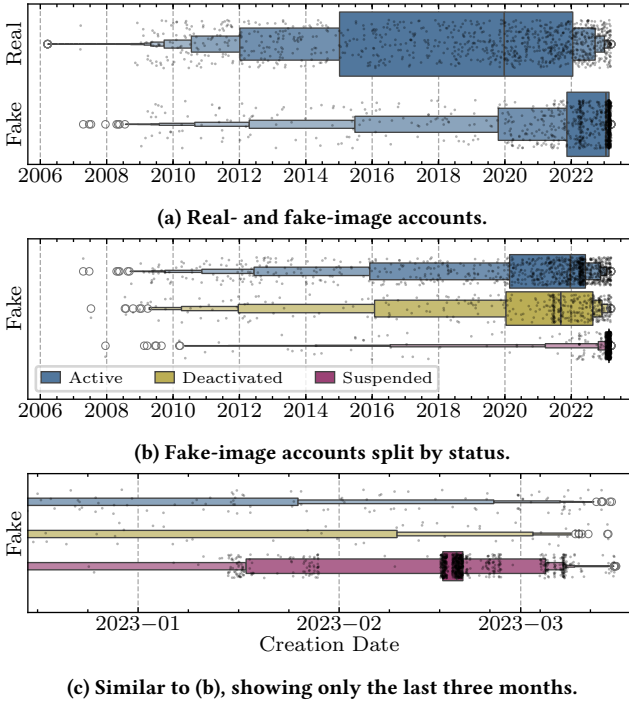 Real
Fake
2006 2008 2010 2012 2014 2016 2018 2020 2022
(a) Real- and fake-image accounts.
Fake
Active Deactivated Suspended
2006 2008 2010 2012 2014 2016 2018 2020 2022
(b) Fake-image accounts split by status.
Fake
2023−01 2023−02 2023−03
Creation Date
(c) Similar to (b), showing only the last three months.